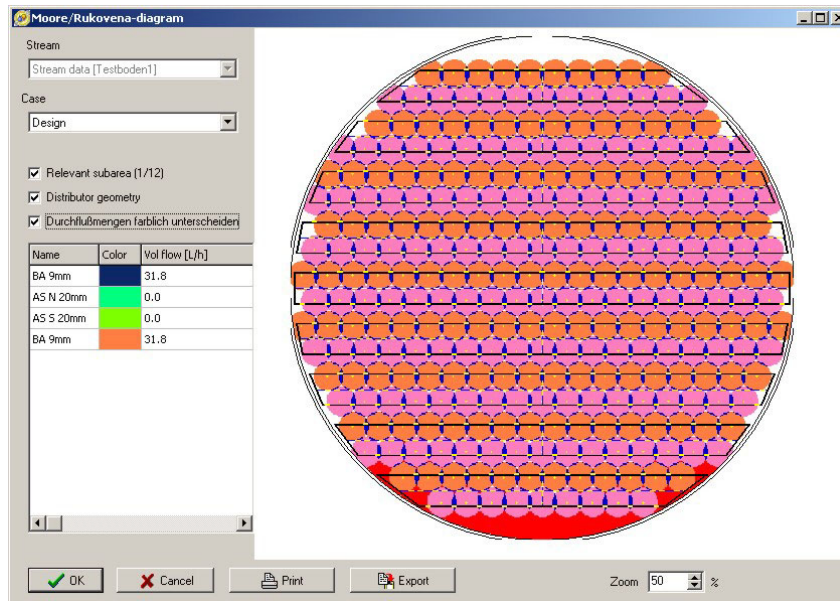 Moore/Rukovena-diagram
Stream
Stream data [Testboden1]
Case
Design
Relevant subarea (1/12)
Distributor geometry
Durchflußmengen farblich unterscheiden
Name Color Vol flow [L/h]
BA 9mm 31.8
AS N 20mm 0.0
AS S 20mm 0.0
BA 9mm 31.8
OK Cancel Print Export Zoom 50 %